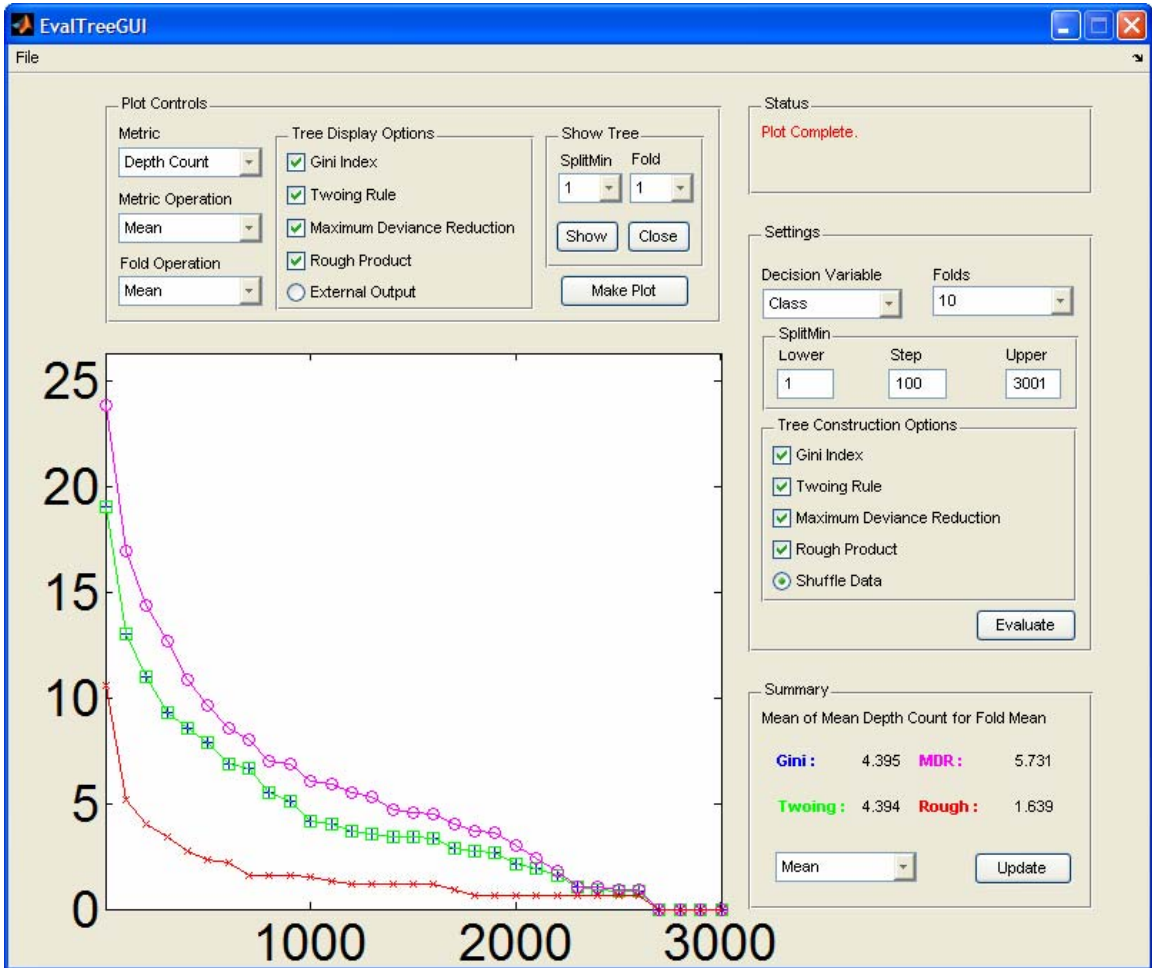 EvalTreeGUI
File
Plot Controls
Metric
Depth Count
Metric Operation
Mean
Fold Operation
Mean
Tree Display Options
Gini Index
Twoing Rule
Maximum Deviance Reduction
Rough Product
External Output
Show Tree
SplitMin Fold
1 1
Show Close
Make Plot
Status
Plot Complete.
Settings
Decision Variable Folds
Class 10
SplitMin
Lower Step Upper
1 100 3001
Tree Construction Options
Gini Index
Twoing Rule
Maximum Deviance Reduction
Rough Product
Shuffle Data
Evaluate
25
20
15
10
5
0
1000 2000 3000
Summary
Mean of Mean Depth Count for Fold Mean
Gini : 4.395 MDR : 5.731
Twoing : 4.394 Rough : 1.639
Mean Update